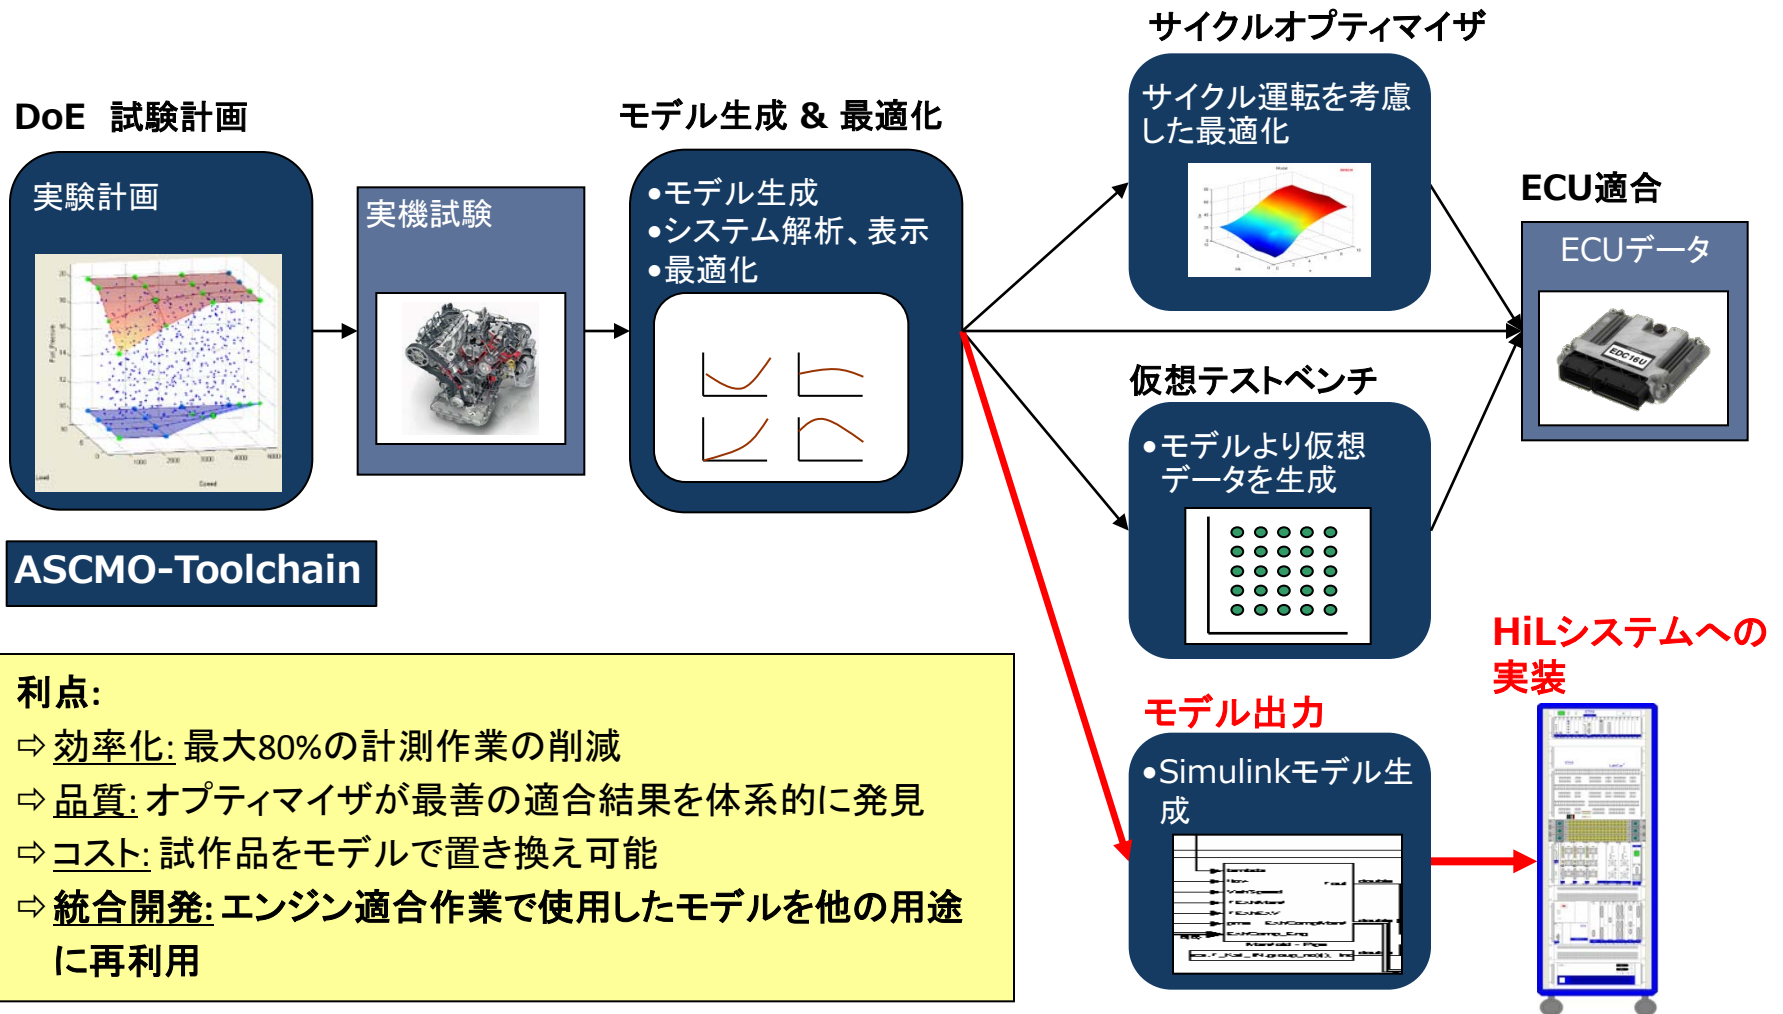 サイクルオプティマイザ
サイクル運転を考慮
した最適化
DoE 試験計画
実験計画
実機試験
モデル生成 & 最適化
•モデル生成
•システム解析、表示
•最適化
ECU適合
ECUデータ
EDC16U
仮想テストベンチ
•モデルより仮想
データを生成
ASCMO-Toolchain
Speed
1000 2000 3000 4000 5000
HiLシステムへの
実装
モデル出力
•Simulinkモデル生
成
lambda
VehSpeed
Manifold - Pipe
利点:
⇨効率化: 最大80%の計測作業の削減
⇨品質: オプティマイザが最善の適合結果を体系的に発見
⇨コスト: 試作品をモデルで置き換え可能
⇨統合開発: エンジン適合作業で使用したモデルを他の用途
に再利用